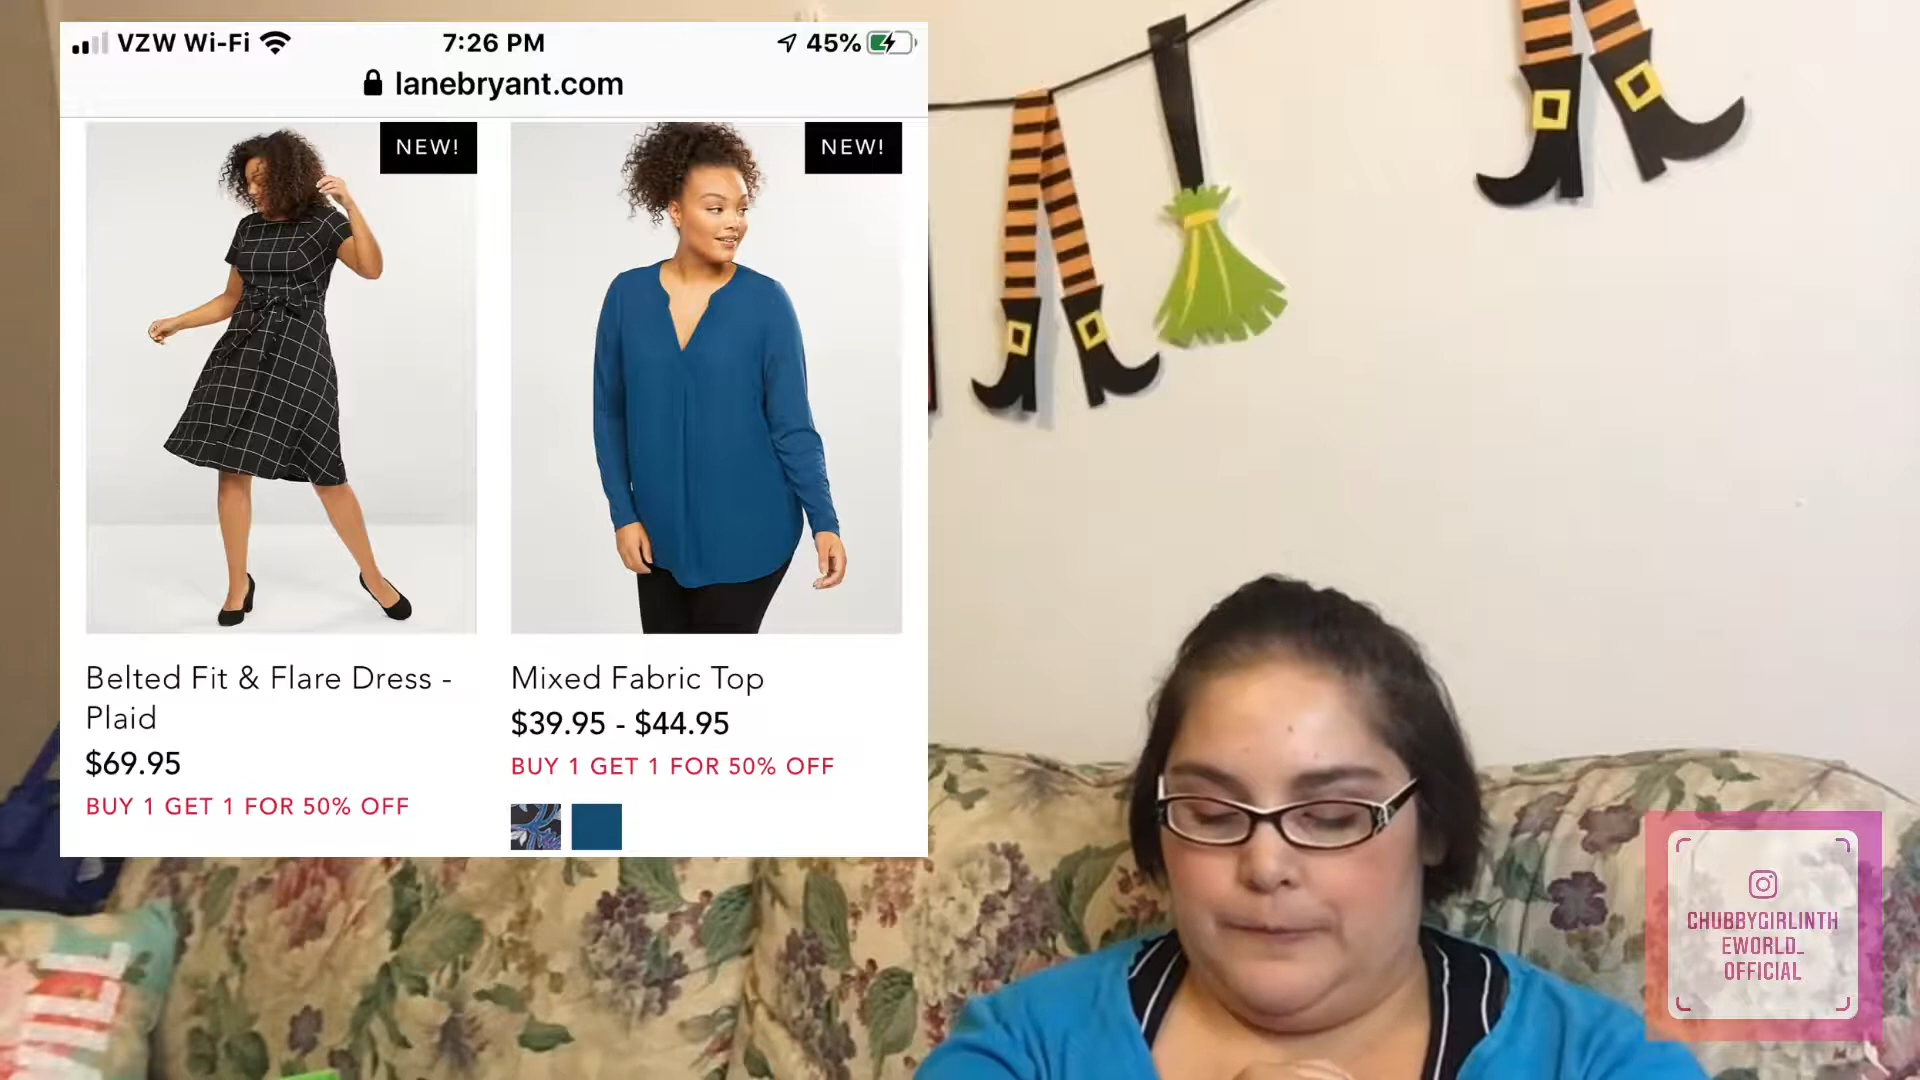 VZW Wi-Fi
7:26 PM
45%
lanebryant.com
NEW!
NEW!
Belted Fit & Flare Dress -
Plaid
$69.95
BUY 1 GET 1 FOR 50% OFF
Mixed Fabric Top
$39.95 - $44.95
BUY 1 GET 1 FOR 50% OFF
CHUBBYGIRLINTH
EWORLD_
OFFICIAL